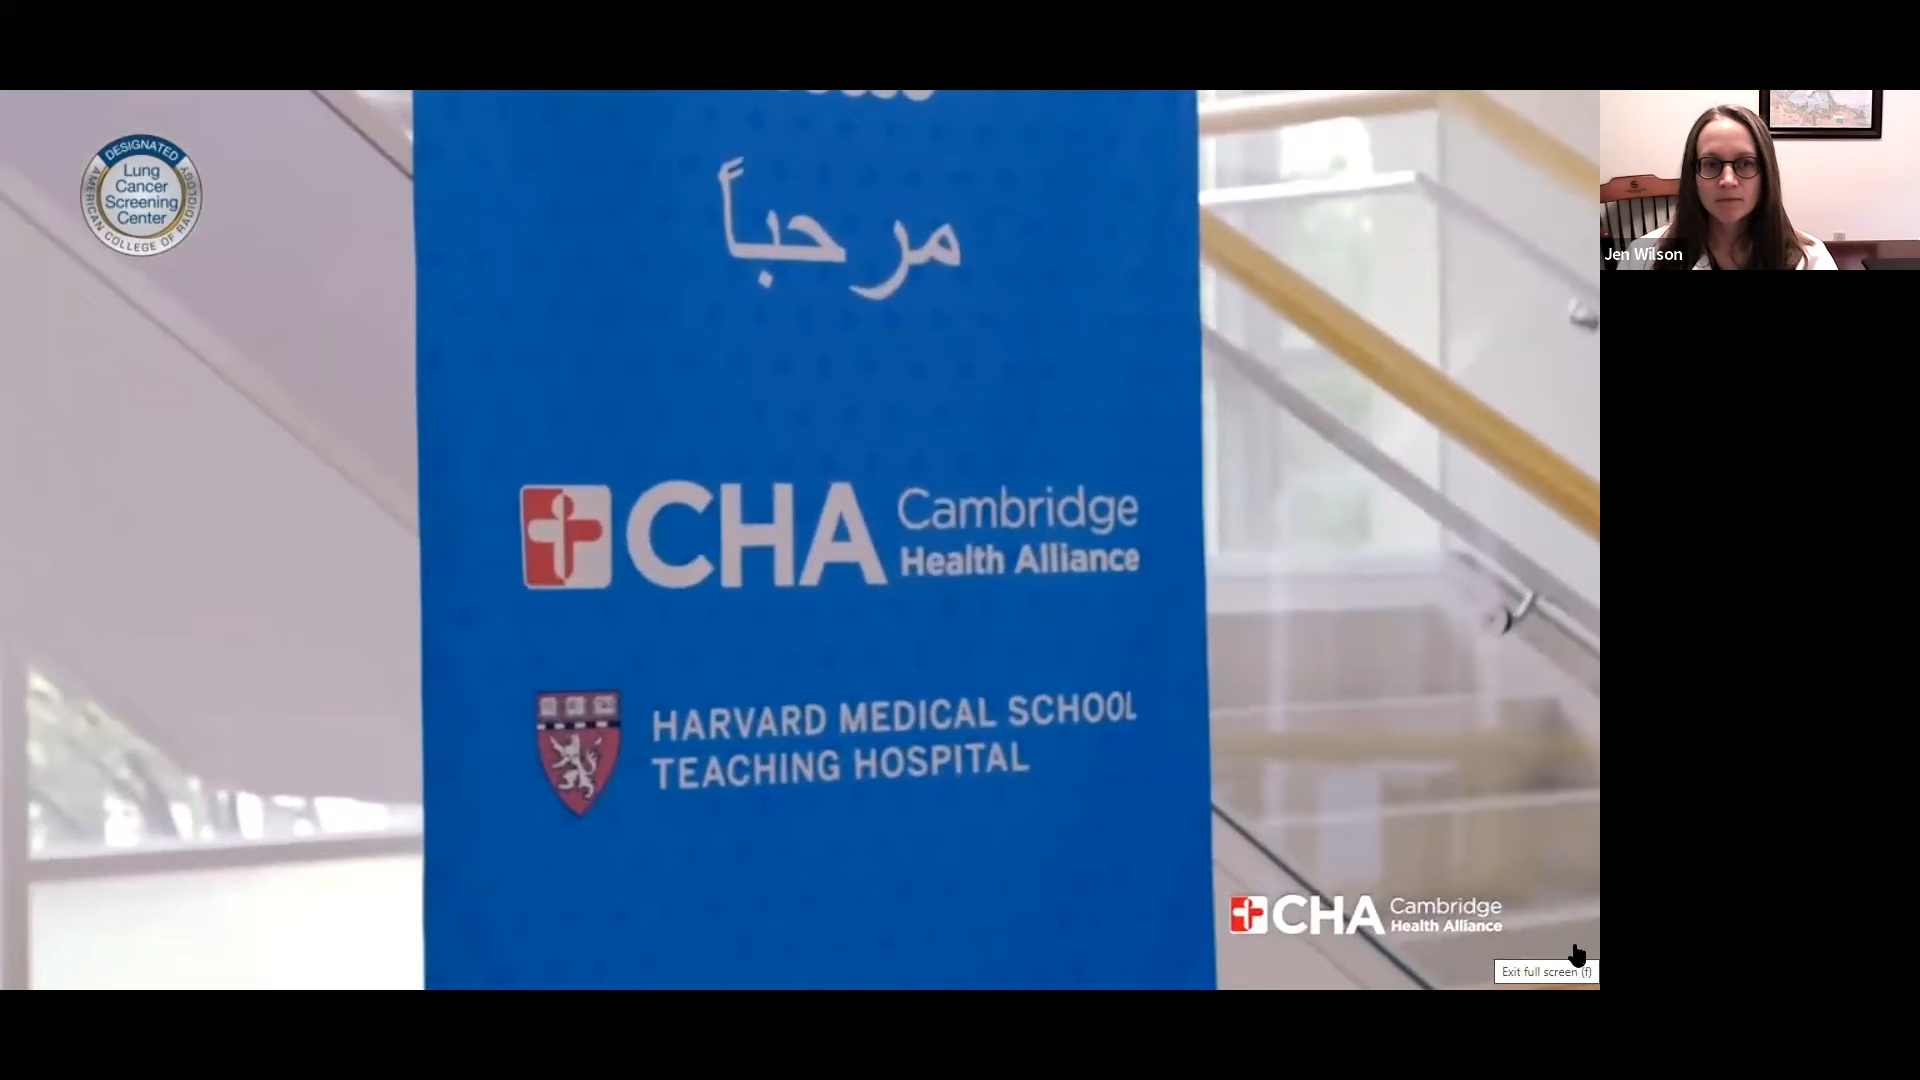 DESIGNATED
Lung
Cancer
Screening
Center
AMERICAN COLLEGE OF RADIOLOGY
مرحباً
CHA Cambridge
Health Alliance
HARVARD MEDICAL SCHOOL
TEACHING HOSPITAL
CHA Cambridge
Health Alliance
Exit full screen (f)
Jen Wilson